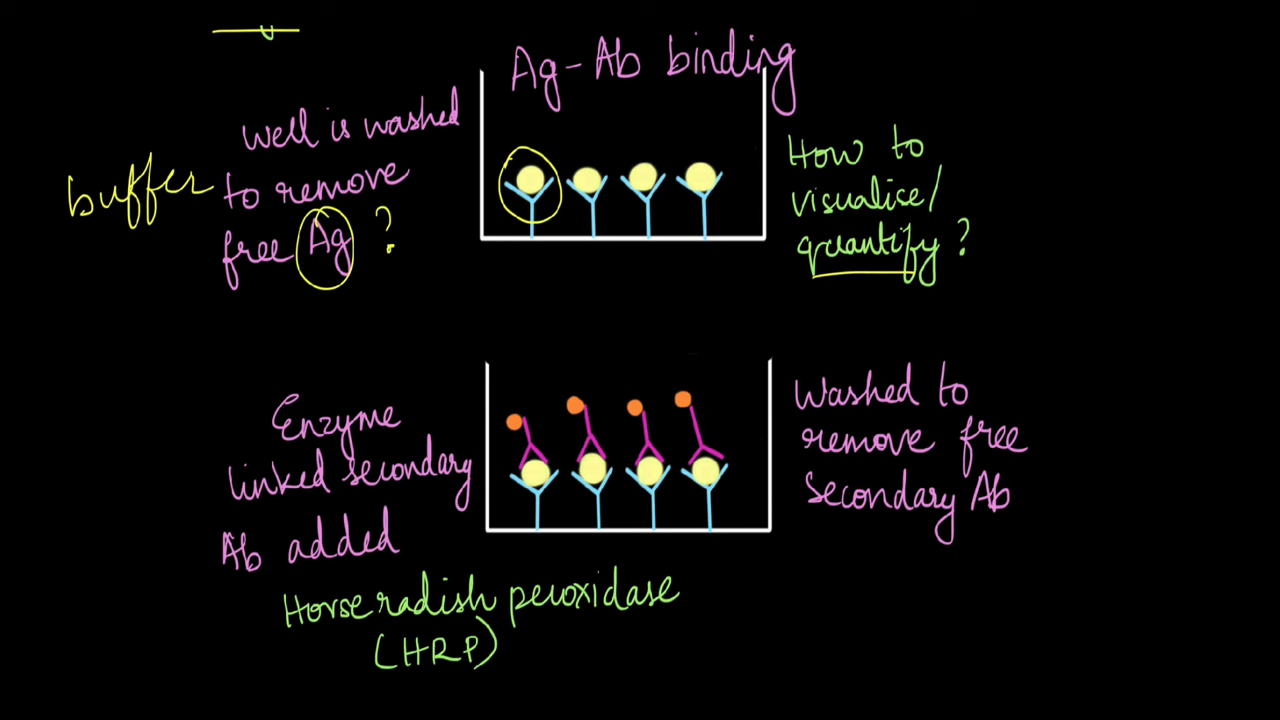 Ag-Ab binding
Well is washed
to remove
free Ag ?
buffer
How to
visualise/
quantify?
Enzyme
linked secondary
Ab added
Horse radish peroxidase
(HRP)
Washed to
remove free
Secondary Ab